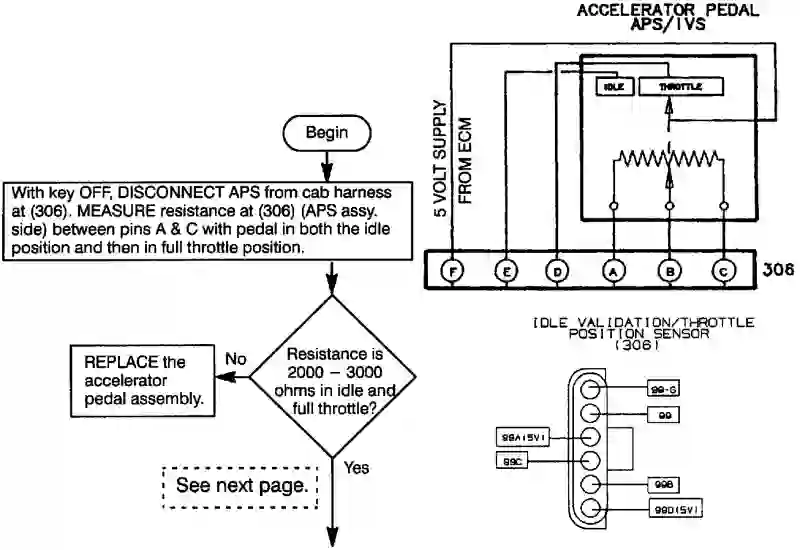 ACCELERATOR PEDAL
APS/IVS
Begin
With key OFF, DISCONNECT APS from cab harness
at (306). MEASURE resistance at (306) (APS assy.
side) between pins A & C with pedal in both the idle
position and then in full throttle position.
5 VOLT SUPPLY
FROM ECM
IDLE
THROTTLE
F
E
D
A
B
C
306
REPLACE the
accelerator
pedal assembly.
No
Resistance is
2000 – 3000
ohms in idle and
full throttle?
Yes
See next page.
IDLE VALIDATION/THROTTLE
POSITION SENSOR
(306)
99-G
99
99A(5V)
99C
99B
99D(5V)